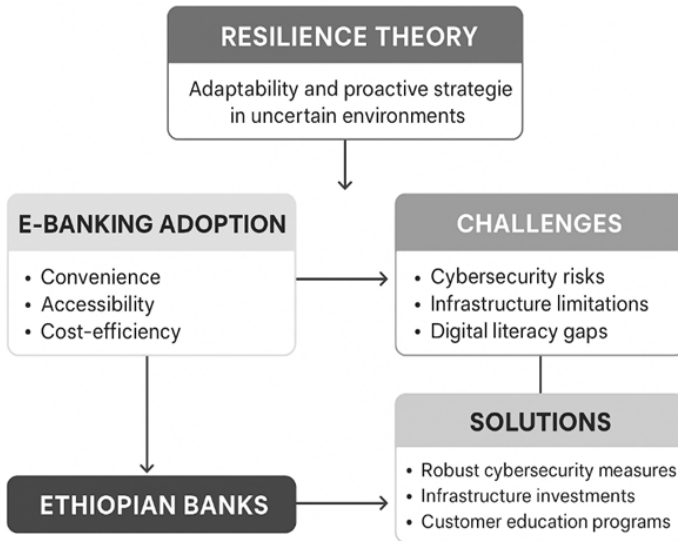 RESILIENCE THEORY
Adaptability and proactive strategie
in uncertain environments
E-BANKING ADOPTION
• Convenience
• Accessibility
• Cost-efficiency
CHALLENGES
• Cybersecurity risks
• Infrastructure limitations
• Digital literacy gaps
ETHIOPIAN BANKS
SOLUTIONS
• Robust cybersecurity measures
• Infrastructure investments
• Customer education programs